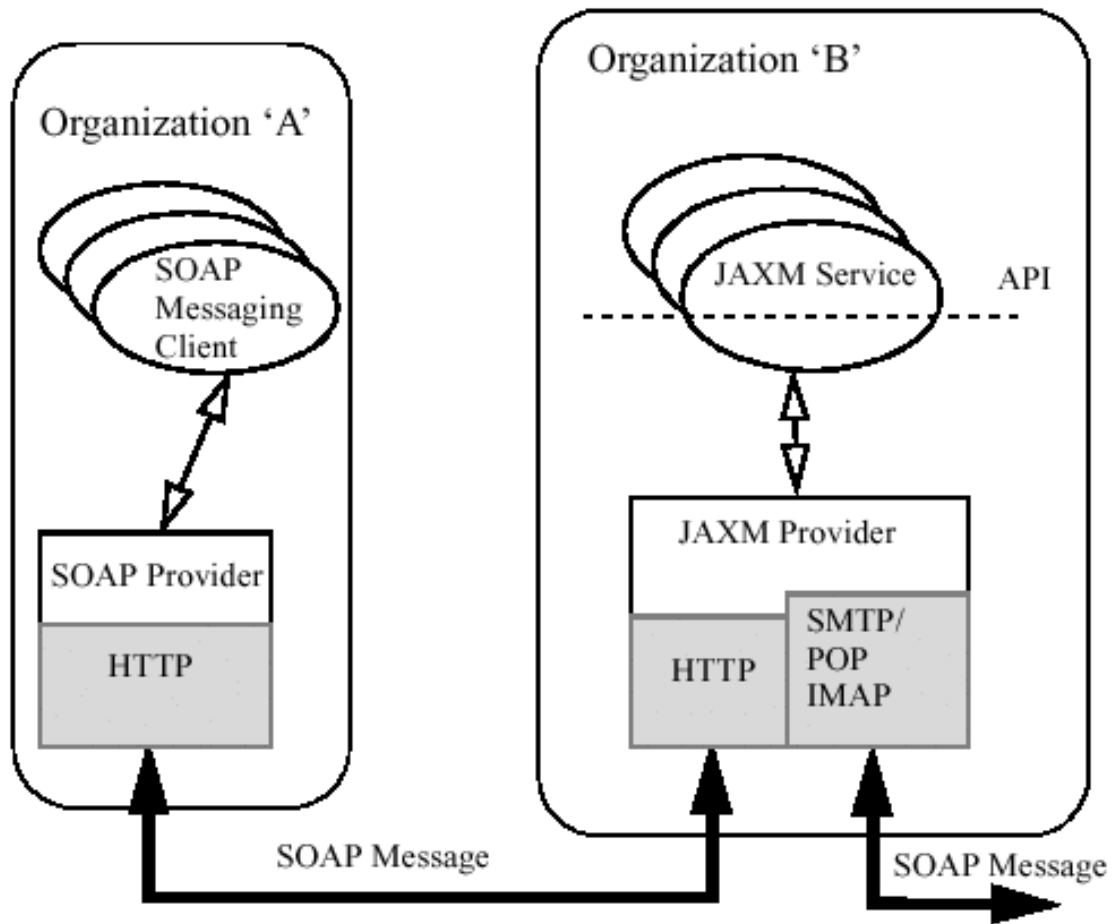 Organization ‘A’
SOAP
Messaging
Client
SOAP Provider
HTTP
Organization ‘B’
JAXM Service
API
JAXM Provider
HTTP
SMTP/
POP
IMAP
SOAP Message
SOAP Message